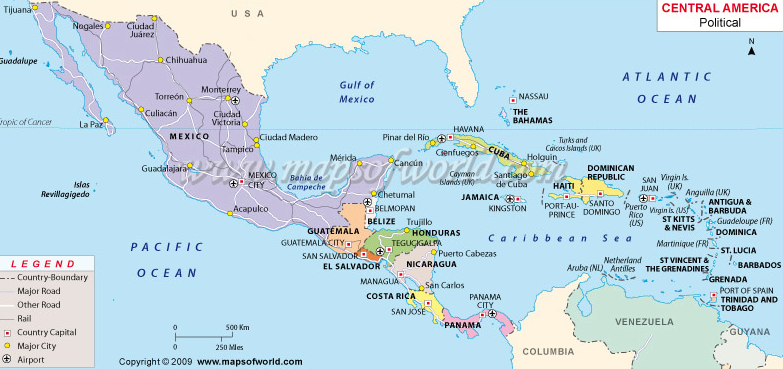 CENTRAL AMERICA
Political
N
USA
Tijuana
Nogales
Ciudad
Juárez
Guadalupe
Chihuahua
Monterrey
Torreón
Ciudad
Victoria
Culiacán
Tropic of Cancer
La Paz
MEXICO
Ciudad Madero
Tampico
Guadalajara
MEXICO
CITY
Islas
Revillagigedo
Acapulco
Gulf of
Mexico
Bahia de
Campeche
Mérida
Cancún
Chetumal
BELMOPAN
BELIZE
GUATEMALA
GUATEMALA CITY
SAN SALVADOR
EL SALVADOR
Trujillo
HONDURAS
TEGUCIGALPA
Puerto Cabezas
NICARAGUA
MANAGUA
San Carlos
COSTA RICA
SAN JOSE
PANAMA
CITY
PANAMA
COLOMBIA
VENEZUELA
GUYANA
ATLANTIC
OCEAN
NASSAU
THE
BAHAMAS
Pinar del Río
HAVANA
Cienfuegos
CUBA
Holguin
Santiago
de Cuba
Turks and
Caicos Islands (UK)
Cayman
Islands (UK)
JAMAICA
KINGSTON
HAITI
PORT-AU-
PRINCE
DOMINICAN
REPUBLIC
SANTO
DOMINGO
SAN
JUAN
Puerto
Rico
(US)
Virgin Is.
(UK)
Virgin Is.(US)
Anguilla (UK)
ANTIGUA &
BARBUDA
ST KITTS
& NEVIS
Guadeloupe (FR)
DOMINICA
Martinique (FR)
ST. LUCIA
ST VINCENT &
THE GRENADINES
BARBADOS
GRENADA
PORT OF SPAIN
TRINIDAD AND
TOBAGO
Aruba (NL)
Netherland
Antilles
Caribbean Sea
PACIFIC
OCEAN
www.mapsofworld.com
LEGEND
Country-Boundary
Major Road
Other Road
Rail
Country Capital
Major City
Airport
0
500 Km
0
250 Miles
Copyright © 2009 www.mapsofworld.com